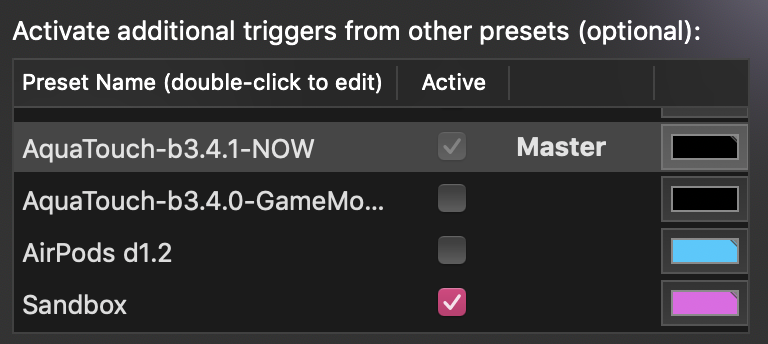 Activate additional triggers from other presets (optional):
Preset Name (double-click to edit) Active
AquaTouch-b3.4.1-NOW Master
AquaTouch-b3.4.0-GameMo...
AirPods d1.2
Sandbox